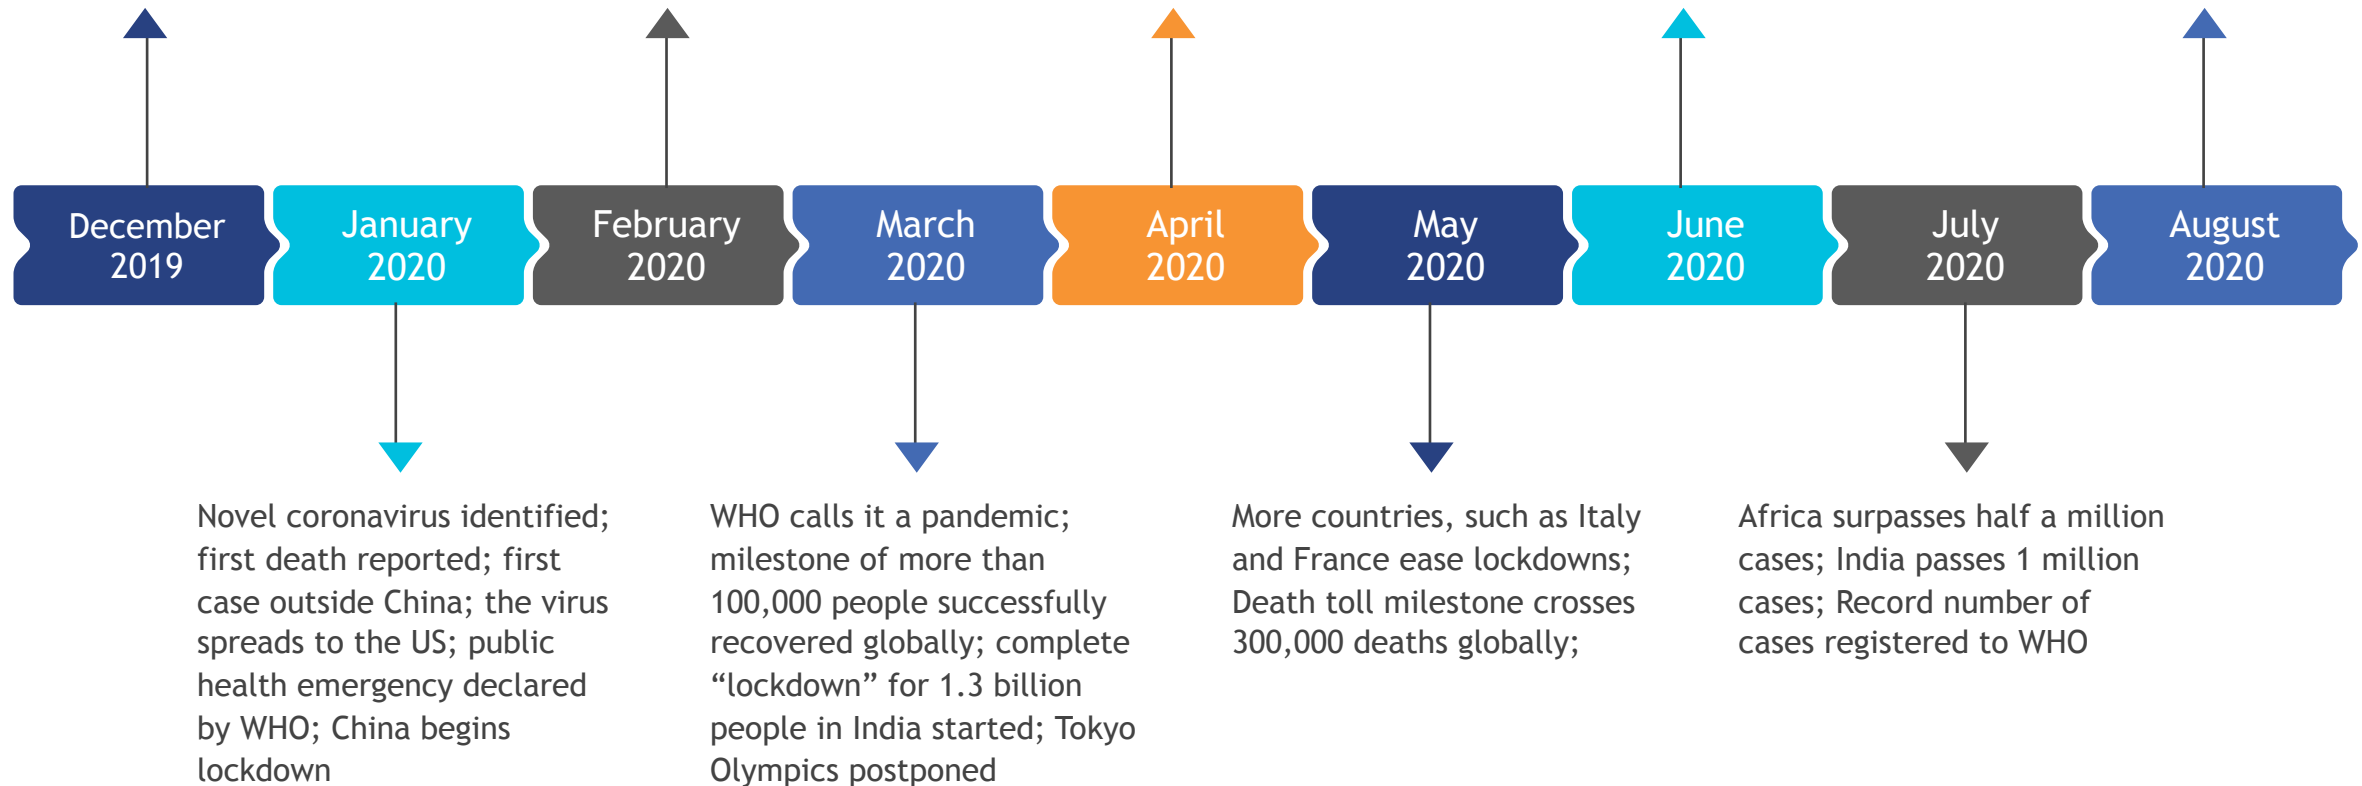 December
2019
January
2020
February
2020
March
2020
April
2020
May
2020
June
2020
July
2020
August
2020
Novel coronavirus identified;
first death reported; first
case outside China; the virus
spreads to the US; public
health emergency declared
by WHO; China begins
lockdown
WHO calls it a pandemic;
milestone of more than
100,000 people successfully
recovered globally; complete
“lockdown” for 1.3 billion
people in India started; Tokyo
Olympics postponed
More countries, such as Italy
and France ease lockdowns;
Death toll milestone crosses
300,000 deaths globally;
Africa surpasses half a million
cases; India passes 1 million
cases; Record number of
cases registered to WHO